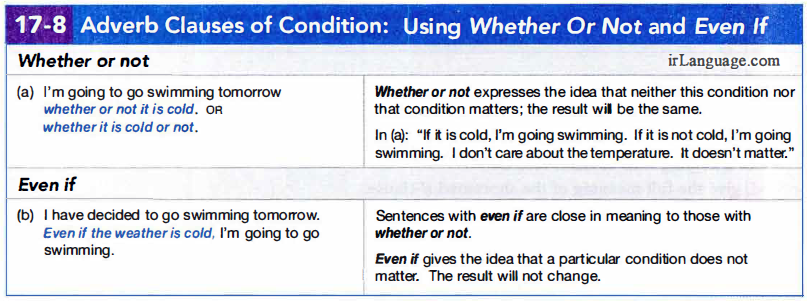 17-8 Adverb Clauses of Condition: Using Whether Or Not and Even If
Whether or not
irLanguage.com
(a) I'm going to go swimming tomorrow
whether or not it is cold. OR
whether it is cold or not.
Whether or not expresses the idea that neither this condition nor
that condition matters; the result will be the same.
In (a): "If it is cold, I'm going swimming. If it is not cold, I'm going
swimming. I don't care about the temperature. It doesn't matter."
Even if
(b) I have decided to go swimming tomorrow.
Even if the weather is cold, I'm going to go
swimming.
Sentences with even if are close in meaning to those with
whether or not.
Even if gives the idea that a particular condition does not
matter. The result will not change.